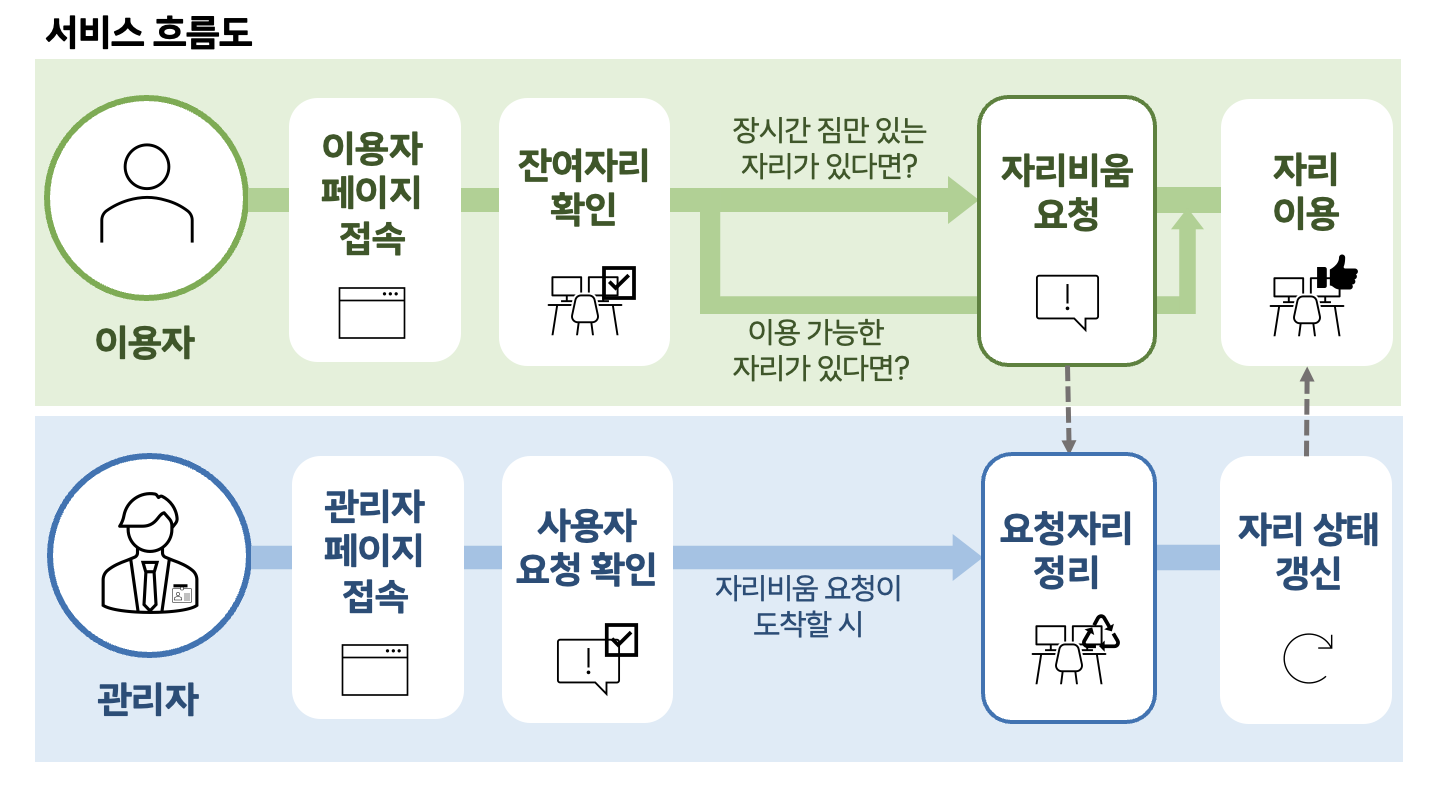 서비스 흐름도
이용자
페이지
접속
잔여자리
확인
장시간 짐만 있는
자리가 있다면?
이용 가능한
자리가 있다면?
자리비움
요청
자리
이용
이용자
관리자
페이지
접속
사용자
요청 확인
자리비움 요청이
도착할 시
요청자리
정리
자리 상태
갱신
관리자